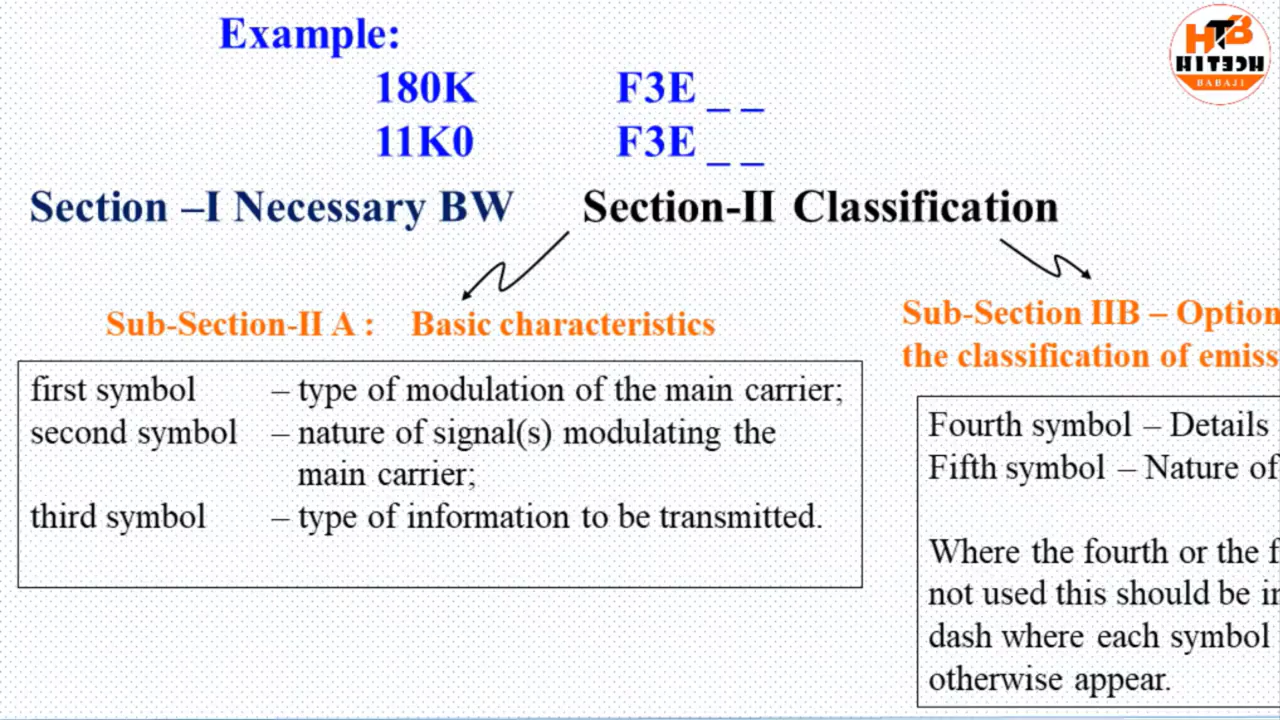 Example:
180K F3E _ _
11K0 F3E _ _
Section –I Necessary BW Section-II Classification
Sub-Section-II A : Basic characteristics
first symbol – type of modulation of the main carrier;
second symbol – nature of signal(s) modulating the
main carrier;
third symbol – type of information to be transmitted.
Sub-Section IIB – Option
the classification of emiss
Fourth symbol – Details
Fifth symbol – Nature of
Where the fourth or the f
not used this should be in
dash where each symbol
otherwise appear.
HTB
HITECH
BABAJI